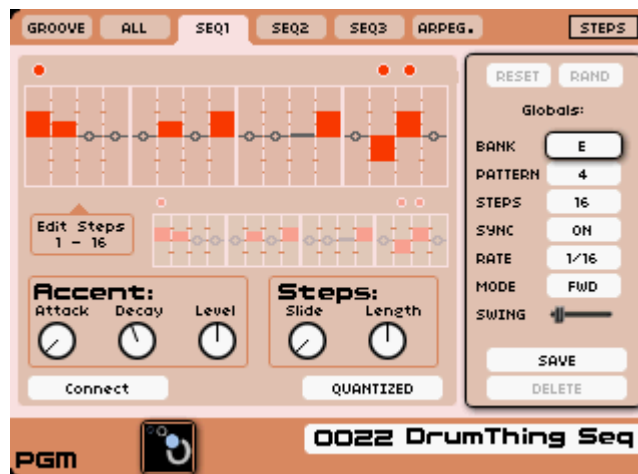 GROOVE ALL SEQ1 SEQ2 SEQ3 ARPEG. STEPS
RESET RAND
Globals:
BANK E
PATTERN 4
STEPS 16
SYNC ON
RATE 1/16
MODE FWD
SWING
SAVE
DELETE
Edit Steps
1 - 16
Accent:
Attack Decay Level
Steps:
Slide Length
Connect
QUANTIZED
PGM
0022 DrumThing Seq